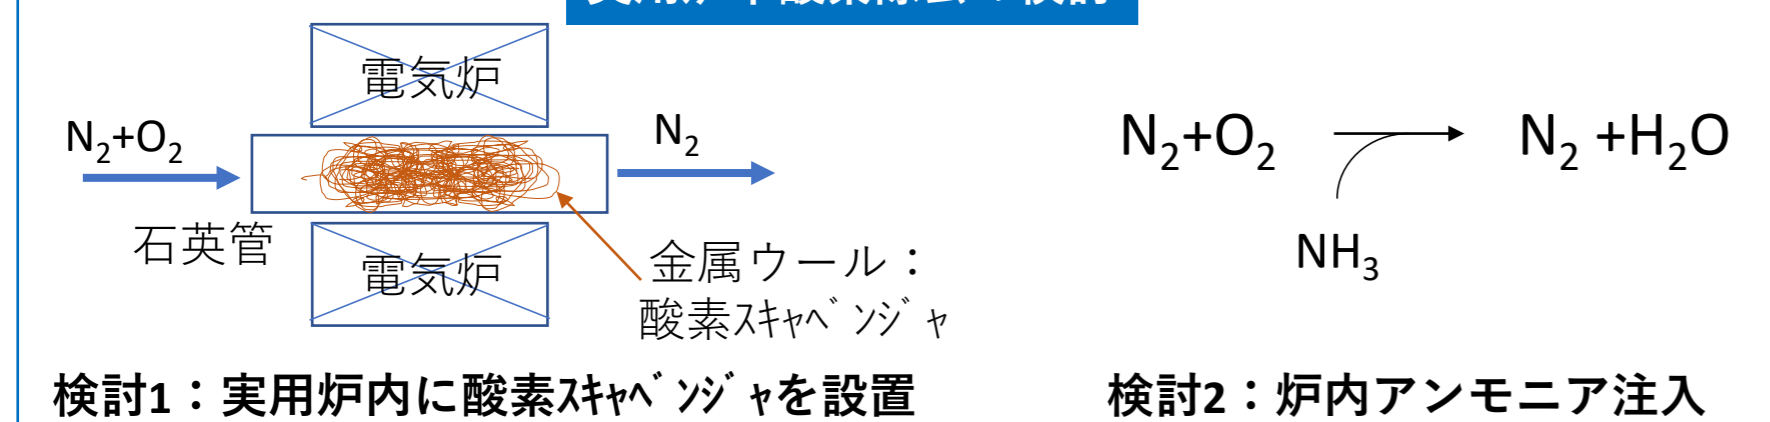 電気炉
N₂+O₂
N₂
石英管
電気炉
金属ウール：
酸素ｽｷｬﾍﾞﾝｼﾞｬ
検討1：実用炉内に酸素ｽｷｬﾍﾞﾝｼﾞｬを設置
N₂+O₂ → N₂ +H₂O
NH₃
検討2：炉内アンモニア注入